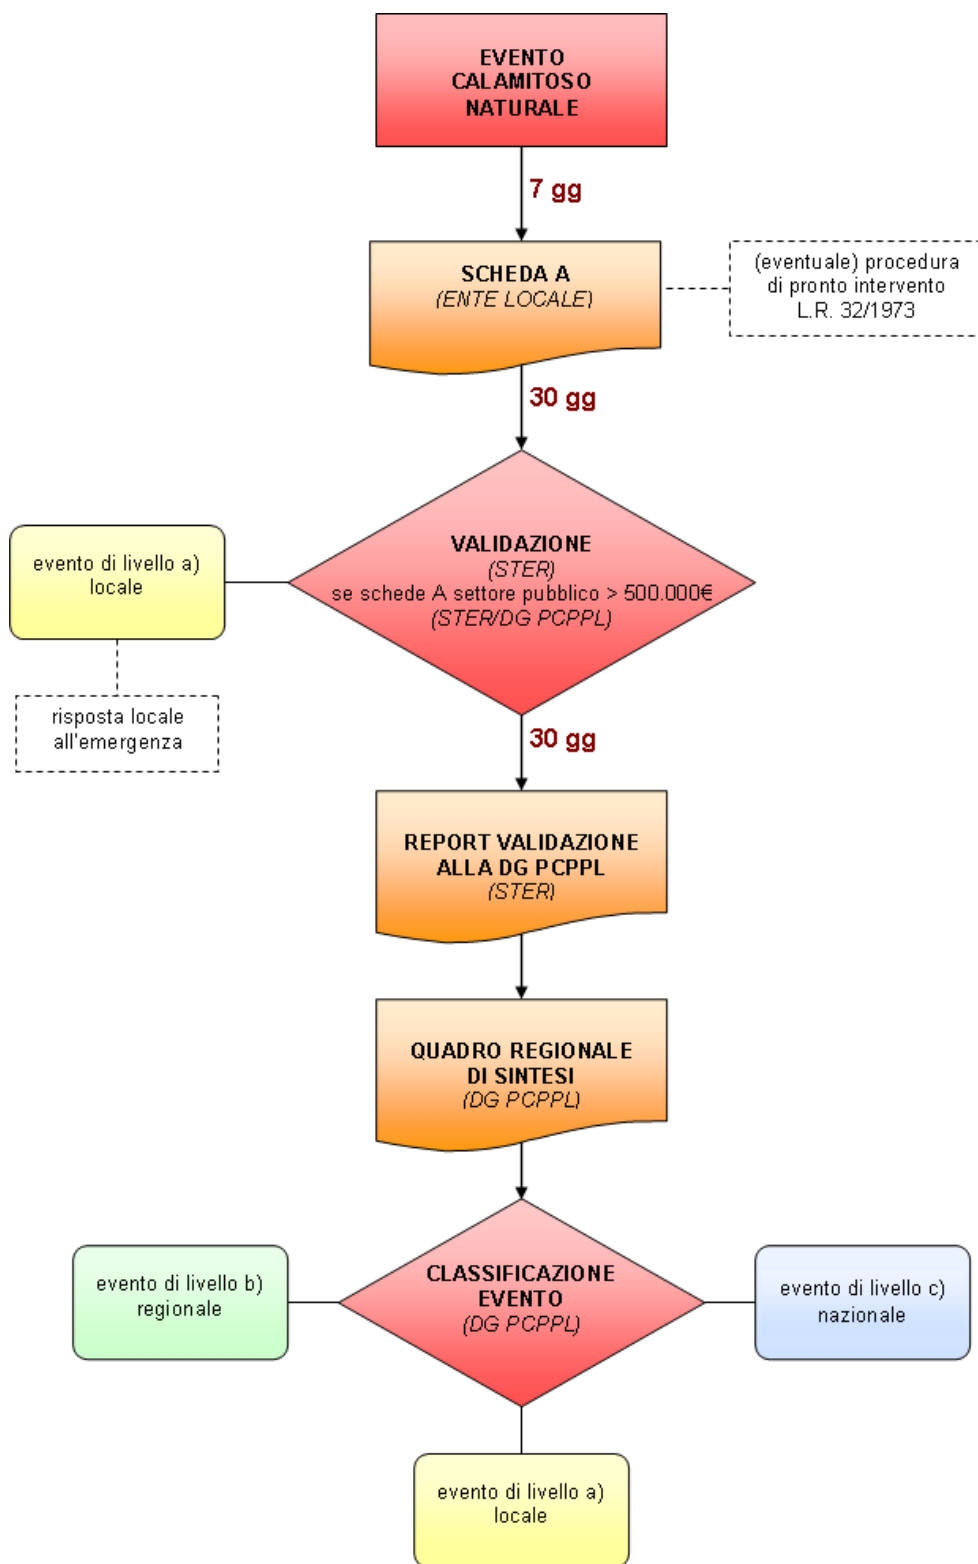 EVENTO
CALAMITOSO
NATURALE
7 gg
SCHEDA A
(ENTE LOCALE)
(eventuale) procedura
di pronto intervento
L.R. 32/1973
30 gg
VALIDAZIONE
(STER)
se schede A settore pubblico > 500.000€
(STER/DG PCPPL)
evento di livello a)
locale
risposta locale
all'emergenza
30 gg
REPORT VALIDAZIONE
ALLA DG PCPPL
(STER)
QUADRO REGIONALE
DI SINTESI
(DG PCPPL)
CLASSIFICAZIONE
EVENTO
(DG PCPPL)
evento di livello b)
regionale
evento di livello c)
nazionale
evento di livello a)
locale